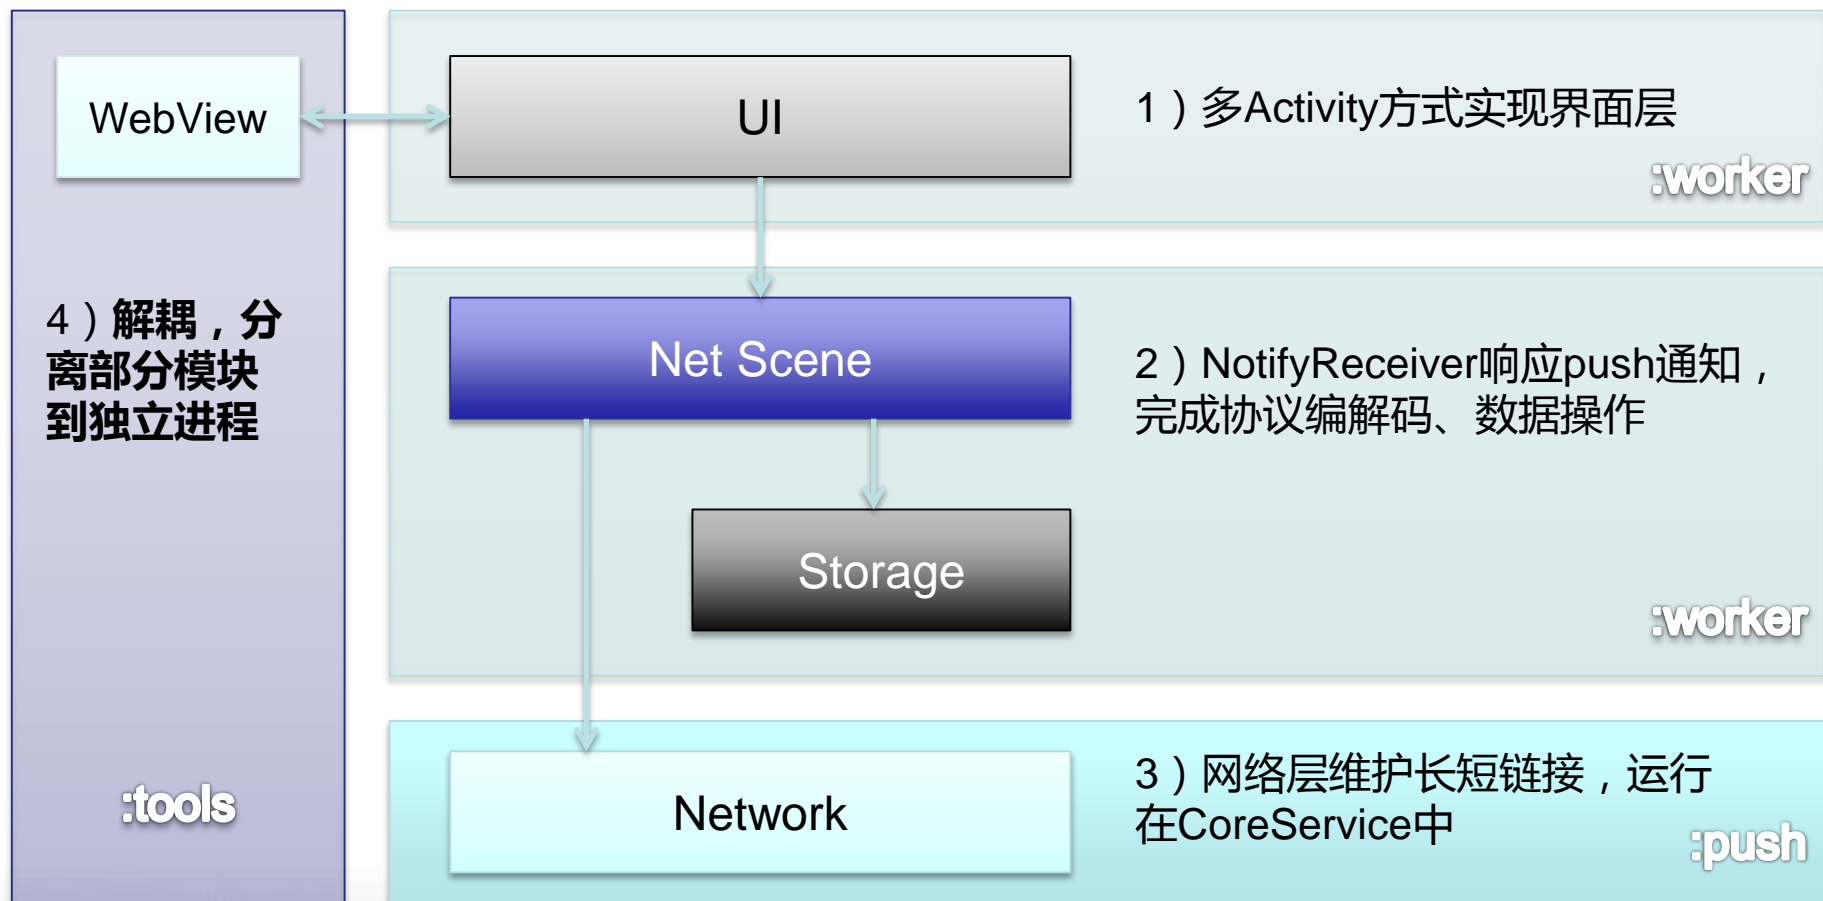 WebView
UI
1）多Activity方式实现界面层
:worker
4）解耦，分
离部分模块
到独立进程
Net Scene
2）NotifyReceiver响应push通知，
完成协议编解码、数据操作
Storage
:worker
:tools
Network
3）网络层维护长短链接，运行
在CoreService中
:push